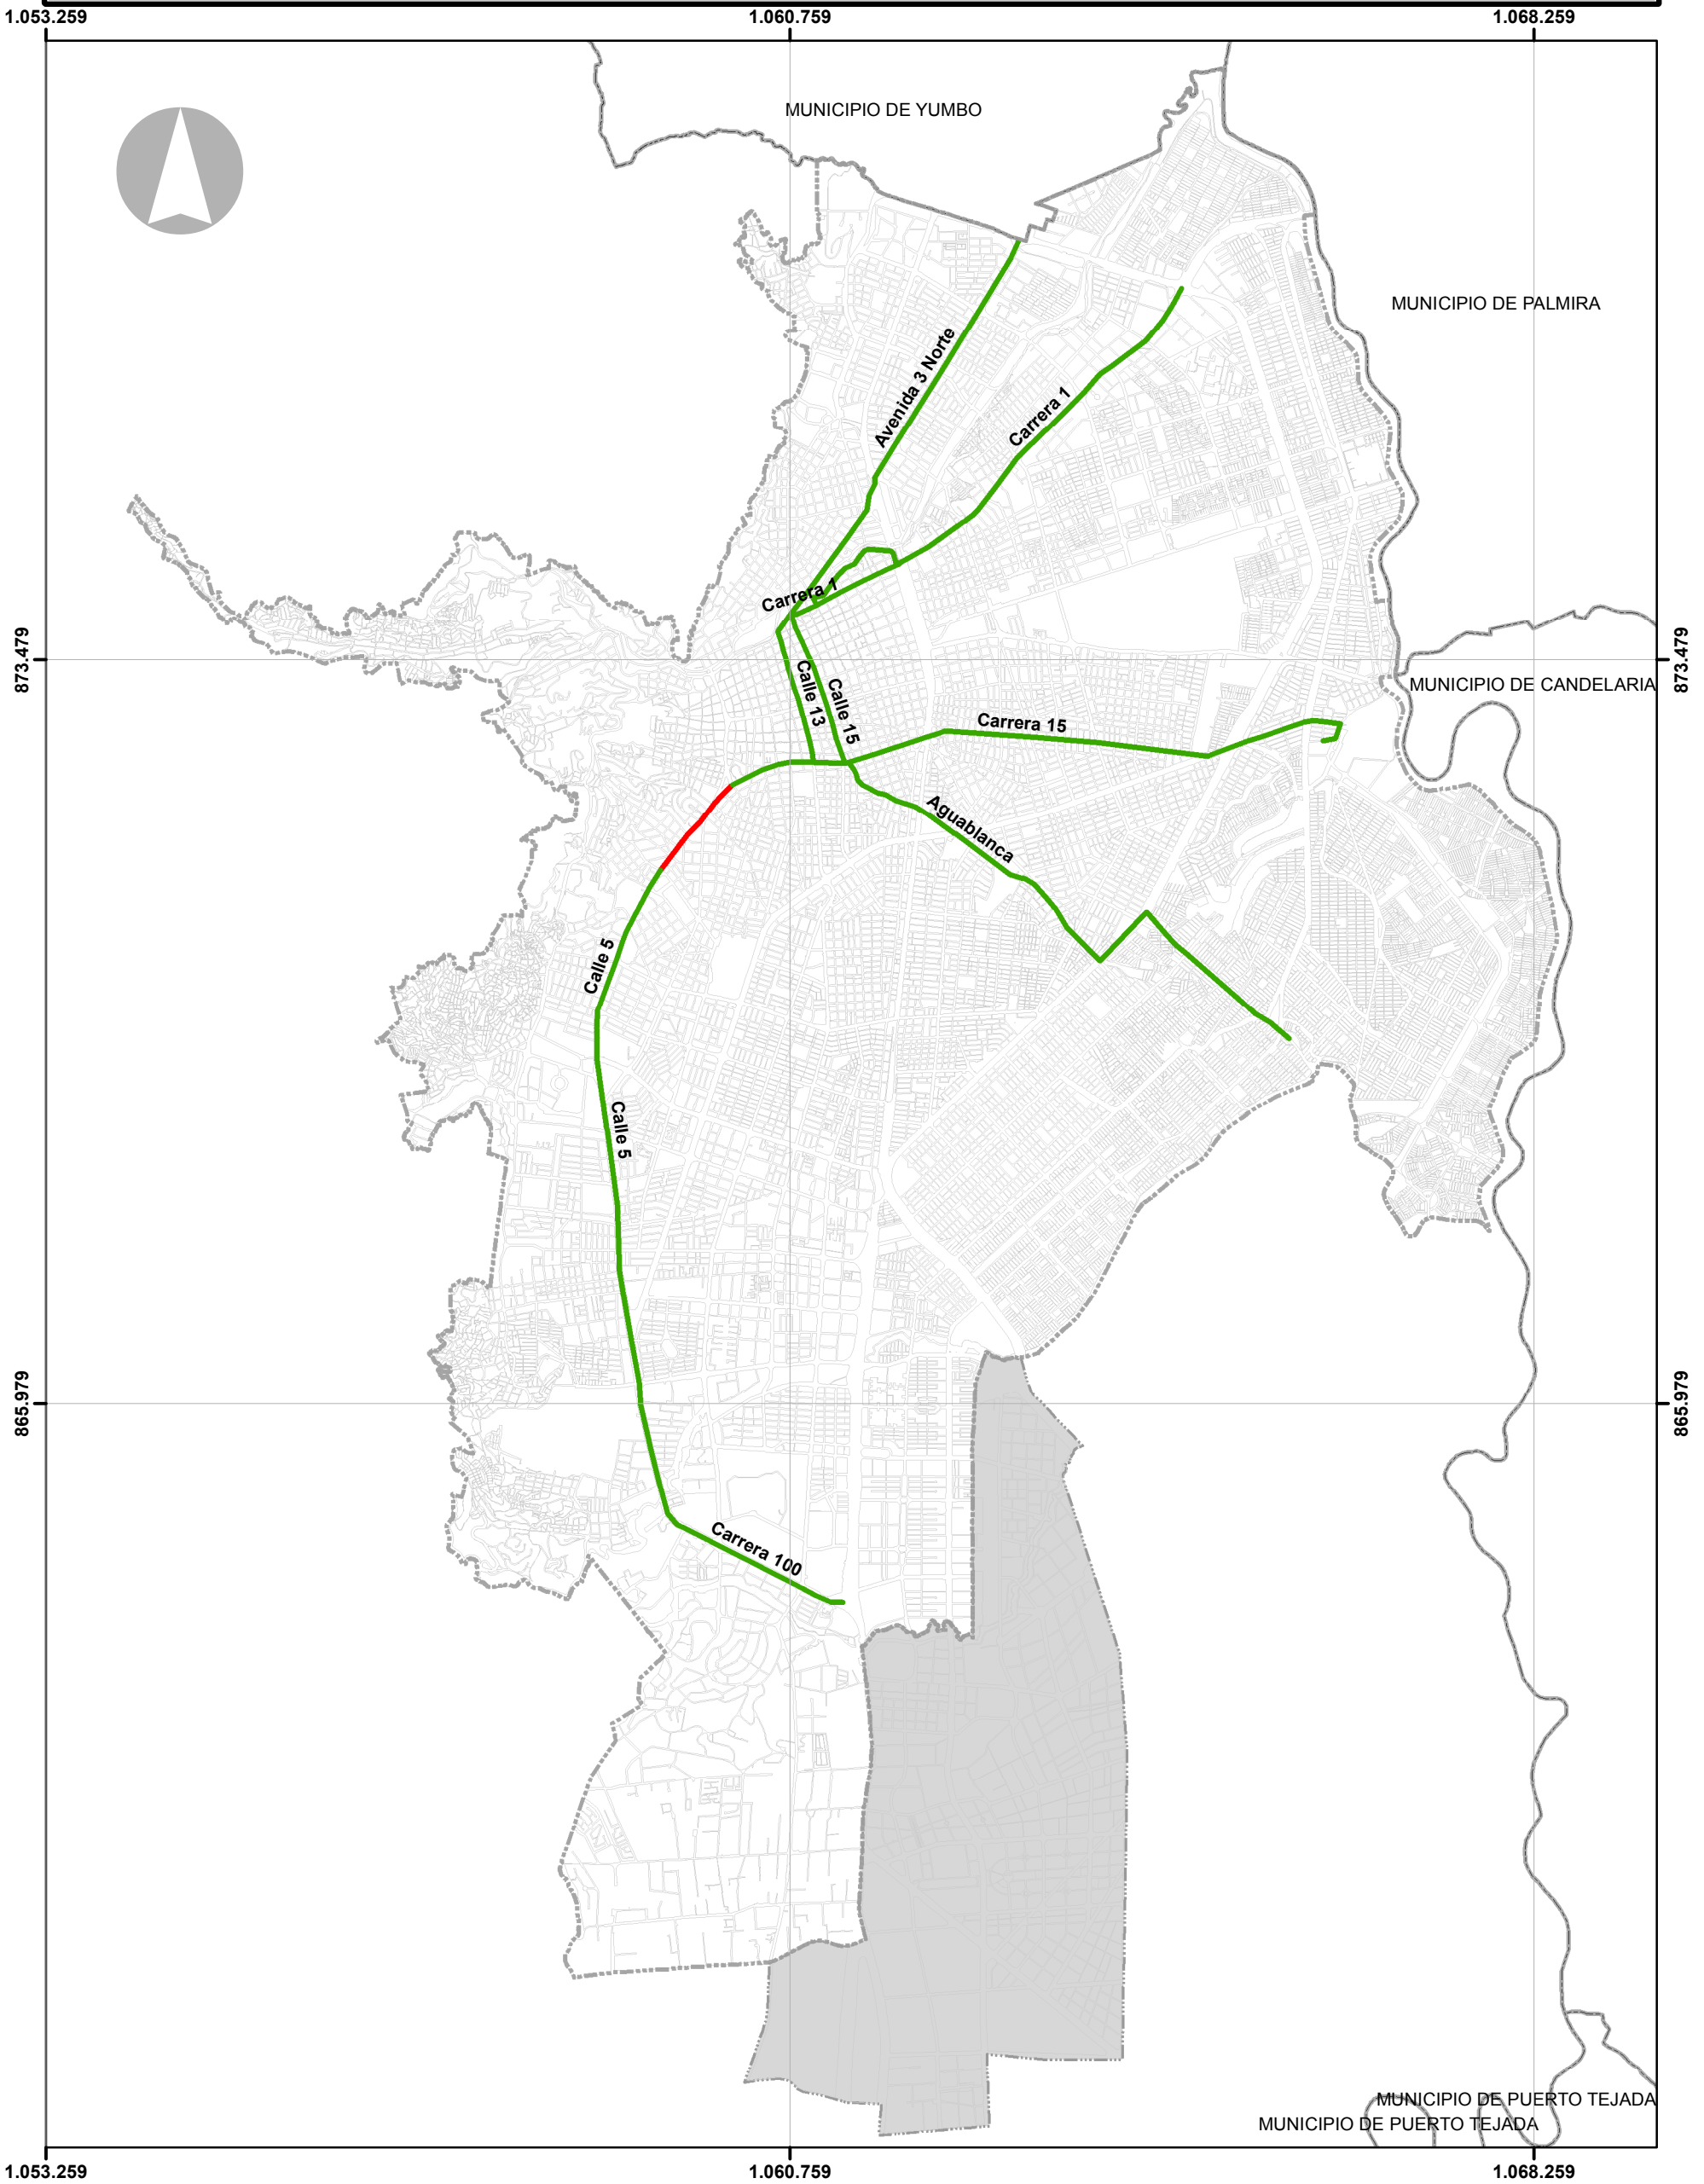 1.053.259
1.060.759
1.068.259
MUNICIPIO DE YUMBO
MUNICIPIO DE PALMIRA
Avenida 3 Norte
Carrera 1
Carrera 1
873.479
873.479
MUNICIPIO DE CANDELARIA
Calle 13
Calle 15
Carrera 15
Aguablanca
Calle 5
Calle 5
865.979
865.979
Carrera 100
MUNICIPIO DE PUERTO TEJADA
MUNICIPIO DE PUERTO TEJADA
1.053.259
1.060.759
1.068.259